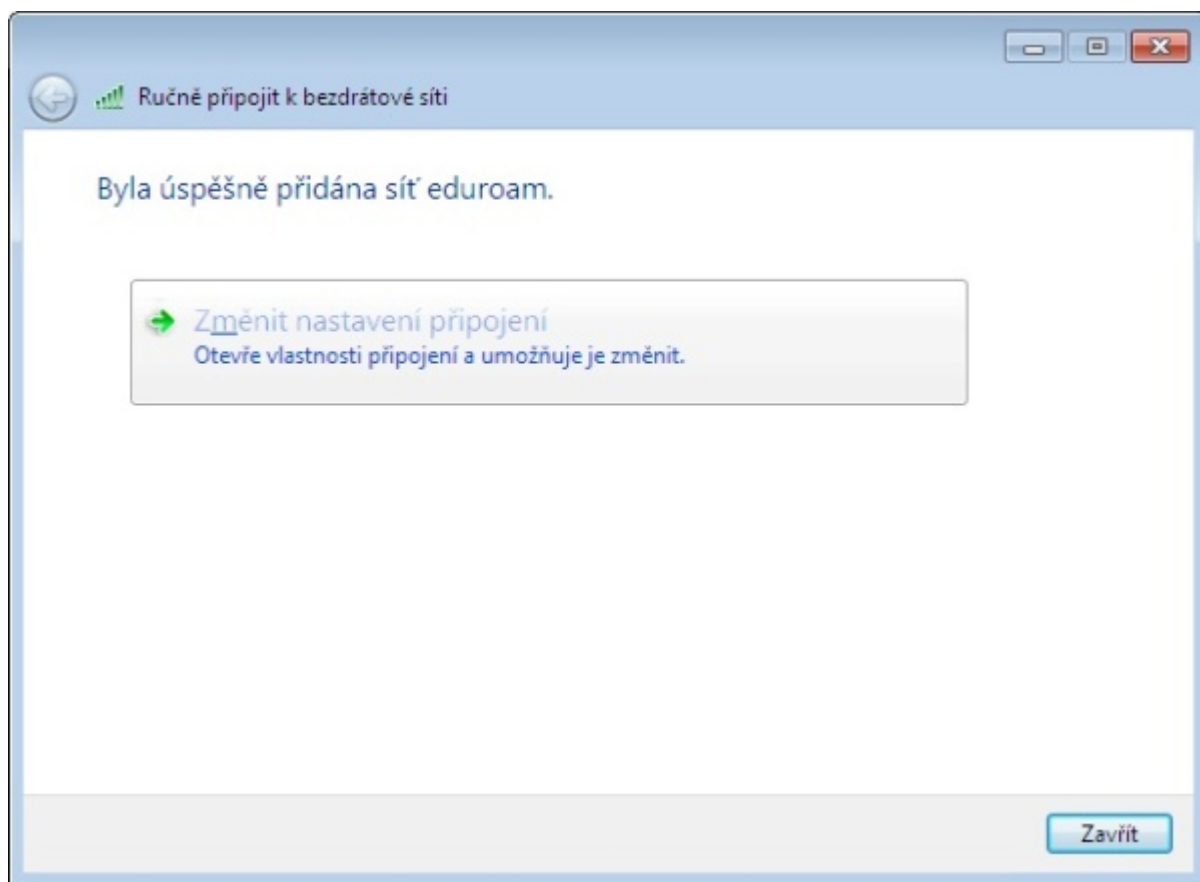 Ručně připojit k bezdrátové síti
Byla úspěšně přidána síť eduroam.
Změnit nastavení připojení
Otevře vlastnosti připojení a umožňuje je změnit.
Zavřít